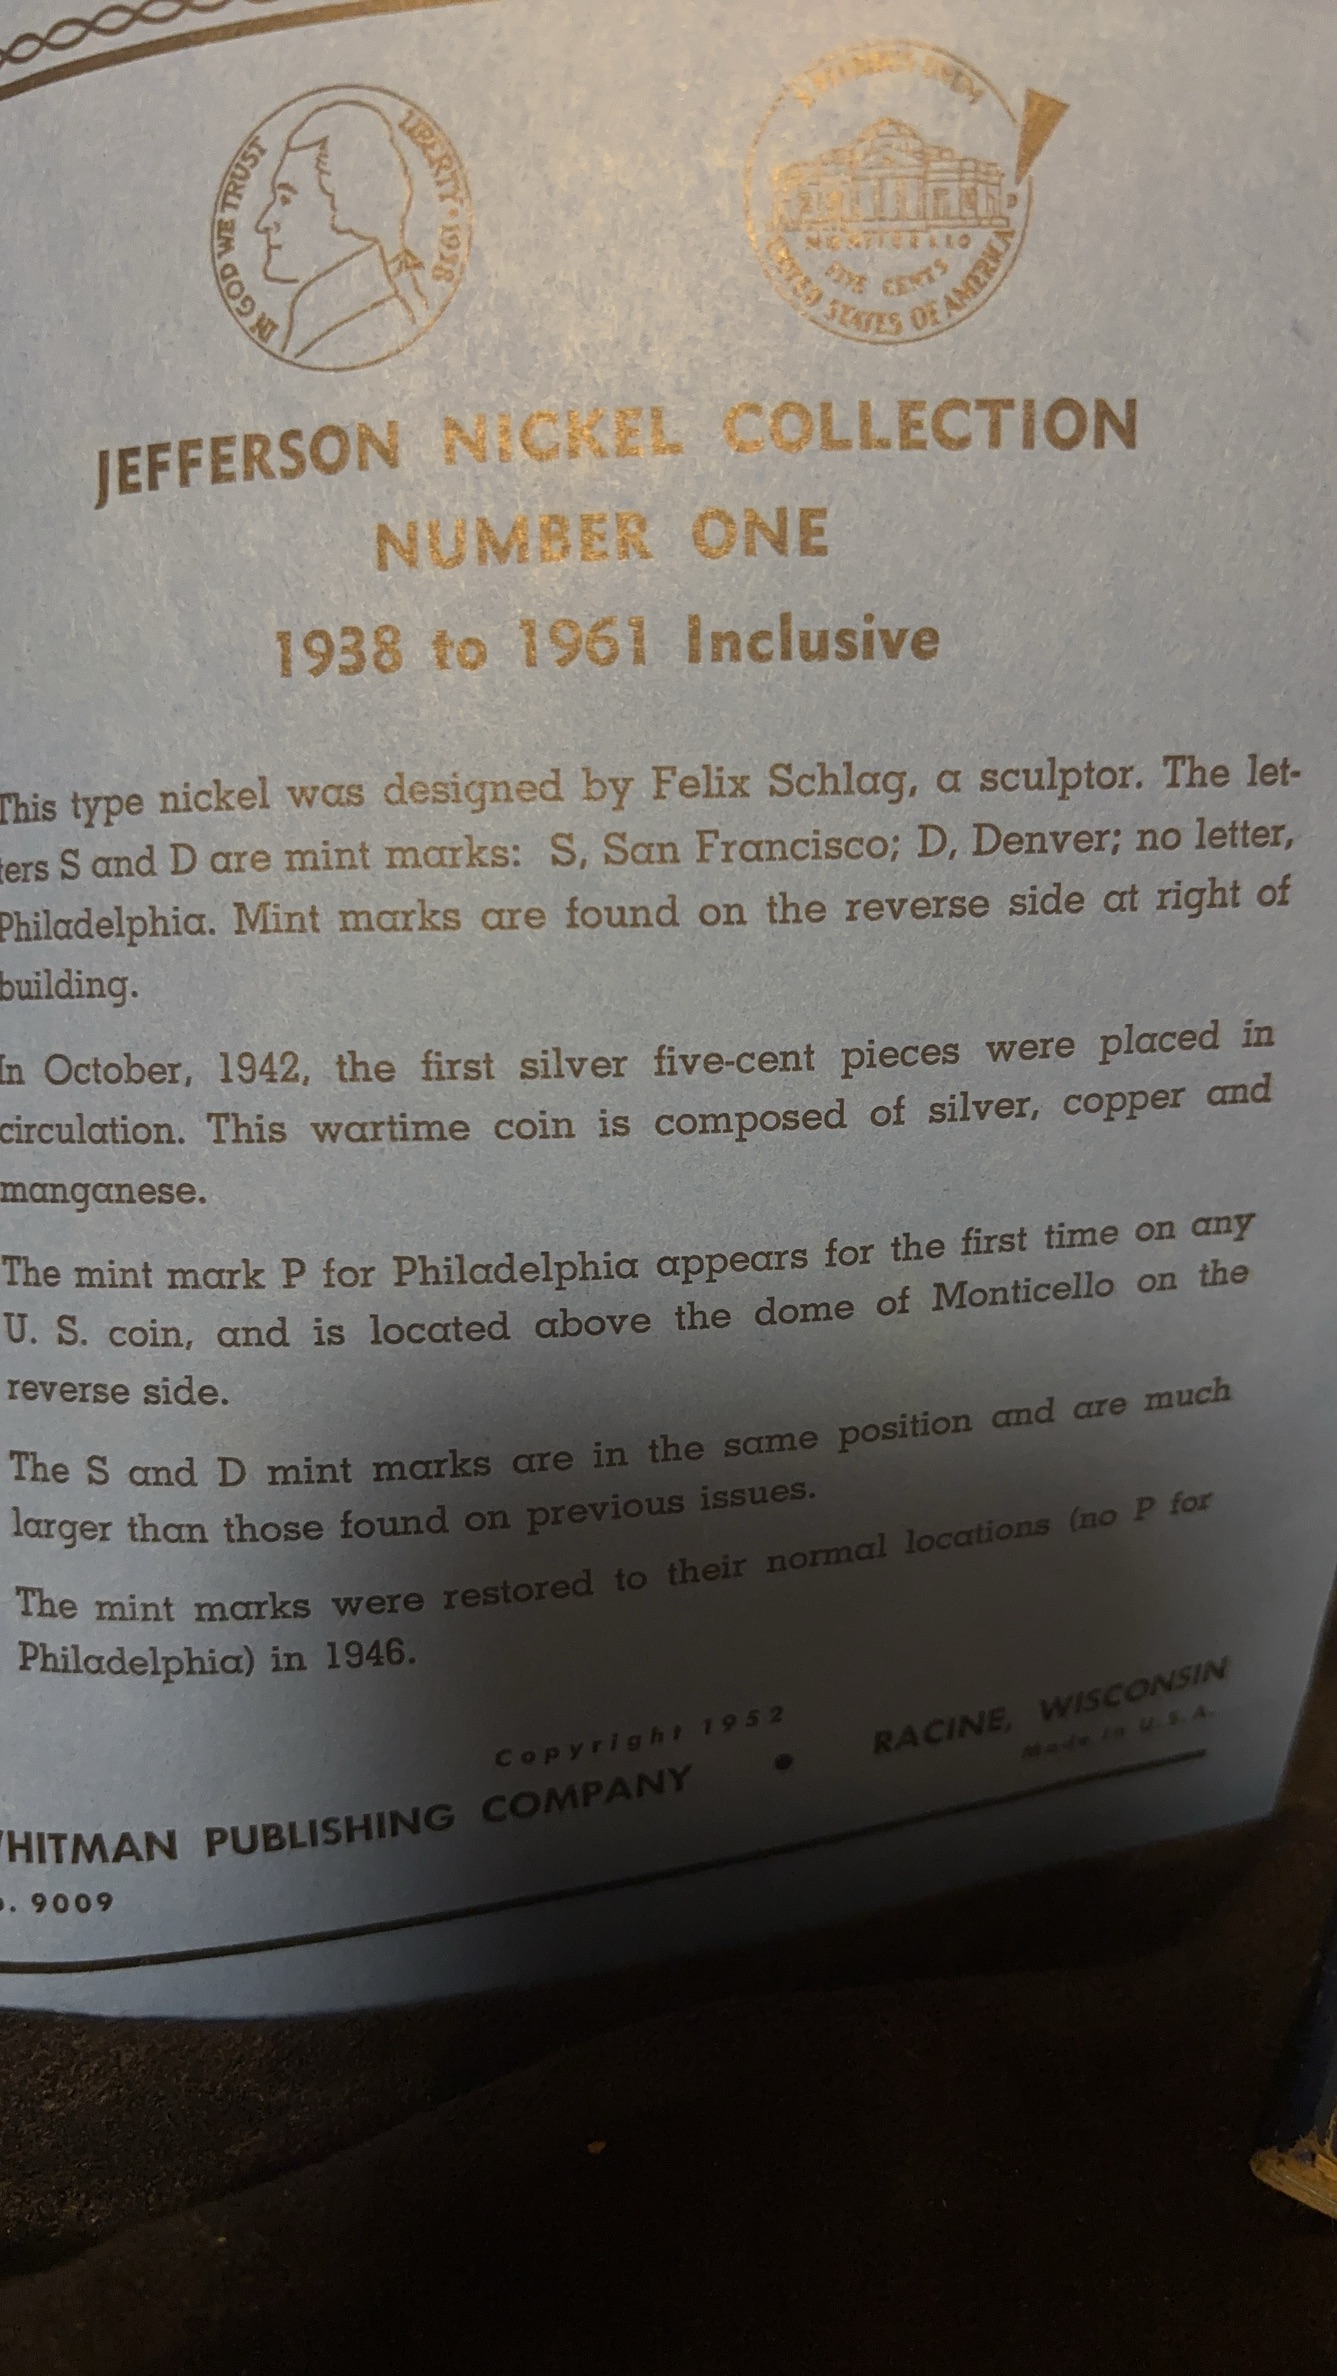 IN GOD WE TRUST
LIBERTY • 1938
MONTICELLO
CENTS
UNITED STATES OF AMERICA
JEFFERSON NICKEL COLLECTION
NUMBER ONE
1938 to 1961 Inclusive
This type nickel was designed by Felix Schlag, a sculptor. The let-
ters S and D are mint marks: S, San Francisco; D, Denver; no letter,
Philadelphia. Mint marks are found on the reverse side at right of
building.
In October, 1942, the first silver five-cent pieces were placed in
circulation. This wartime coin is composed of silver, copper and
manganese.
The mint mark P for Philadelphia appears for the first time on any
U. S. coin, and is located above the dome of Monticello on the
reverse side.
The S and D mint marks are in the same position and are much
larger than those found on previous issues.
The mint marks were restored to their normal locations (no P for
Philadelphia) in 1946.
Copyright 1952
WHITMAN PUBLISHING COMPANY • RACINE, WISCONSIN
Made in U.S.A.
. 9009